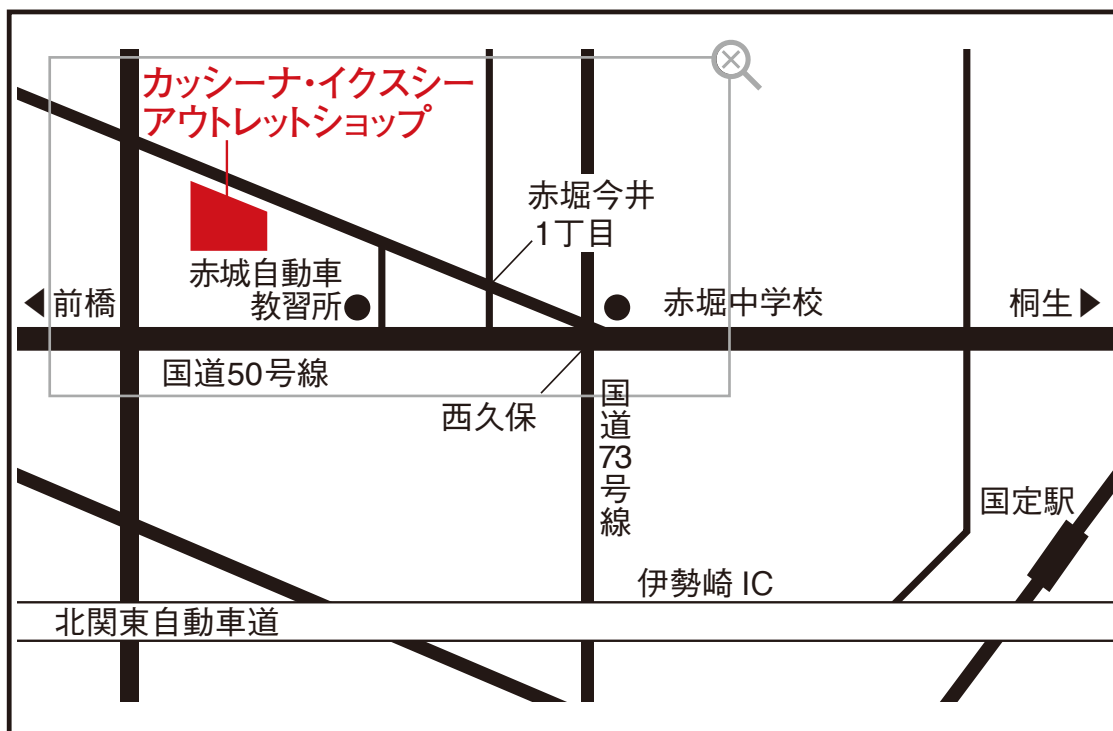 カッシーナ・イクスシー
アウトレットショップ
赤堀今井
1丁目
赤城自動車
教習所
前橋
赤堀中学校
桐生
国道50号線
西久保
国道73号線
国定駅
伊勢崎 IC
北関東自動車道